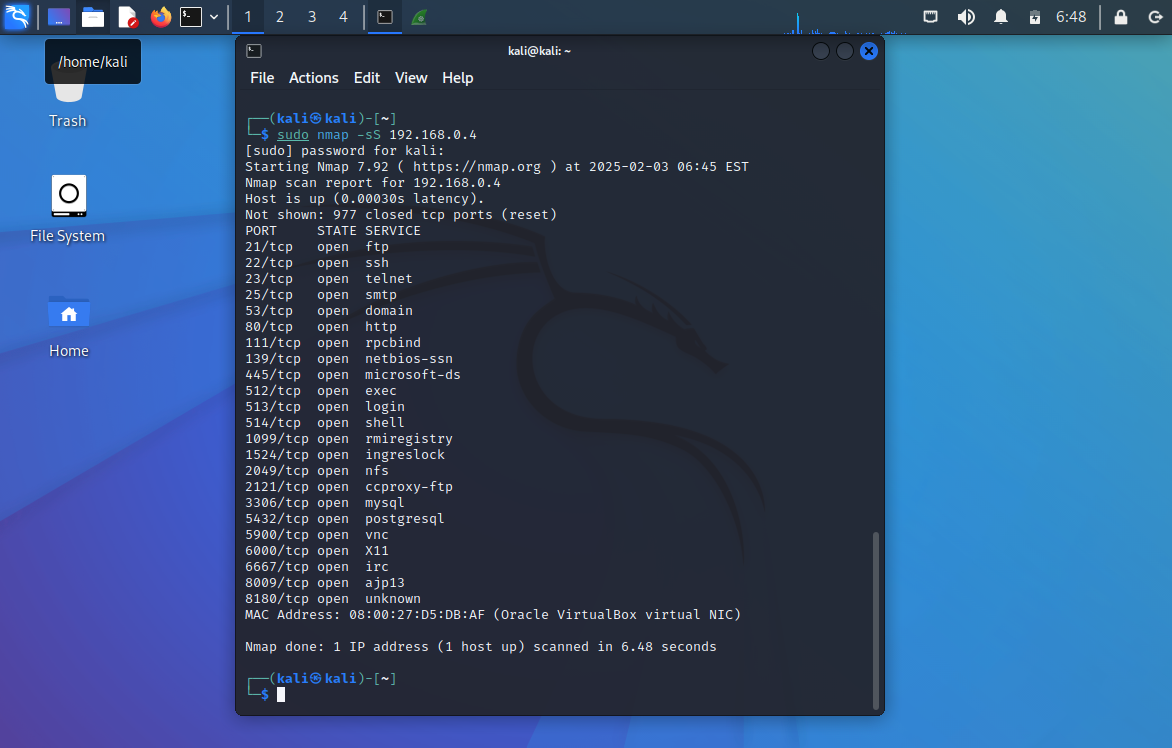 1 2 3 4 6:48
/home/kali
Trash
File System
Home
kali@kali: ~
File Actions Edit View Help
┌──(kali㉿kali)-[~]
└─$ sudo nmap -sS 192.168.0.4
[sudo] password for kali:
Starting Nmap 7.92 ( https://nmap.org ) at 2025-02-03 06:45 EST
Nmap scan report for 192.168.0.4
Host is up (0.00030s latency).
Not shown: 977 closed tcp ports (reset)
PORT     STATE SERVICE
21/tcp   open  ftp
22/tcp   open  ssh
23/tcp   open  telnet
25/tcp   open  smtp
53/tcp   open  domain
80/tcp   open  http
111/tcp  open  rpcbind
139/tcp  open  netbios-ssn
445/tcp  open  microsoft-ds
512/tcp  open  exec
513/tcp  open  login
514/tcp  open  shell
1099/tcp open  rmiregistry
1524/tcp open  ingreslock
2049/tcp open  nfs
2121/tcp open  ccproxy-ftp
3306/tcp open  mysql
5432/tcp open  postgresql
5900/tcp open  vnc
6000/tcp open  X11
6667/tcp open  irc
8009/tcp open  ajp13
8180/tcp open  unknown
MAC Address: 08:00:27:D5:DB:AF (Oracle VirtualBox virtual NIC)
Nmap done: 1 IP address (1 host up) scanned in 6.48 seconds
┌──(kali㉿kali)-[~]
└─$